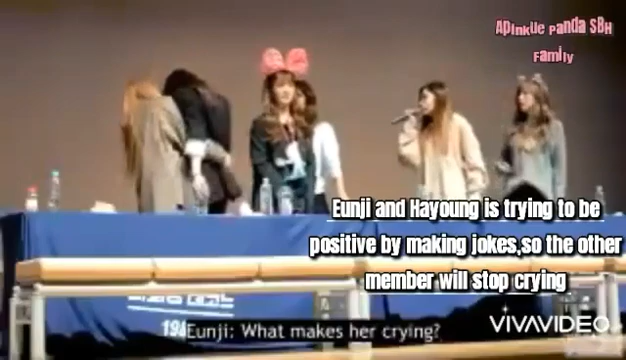 Apinkue Panda SBH
Family
Eunji and Hayoung is trying to be
positive by making jokes,so the other
member will stop crying
Eunji: What makes her crying?
VIVAVIDEO